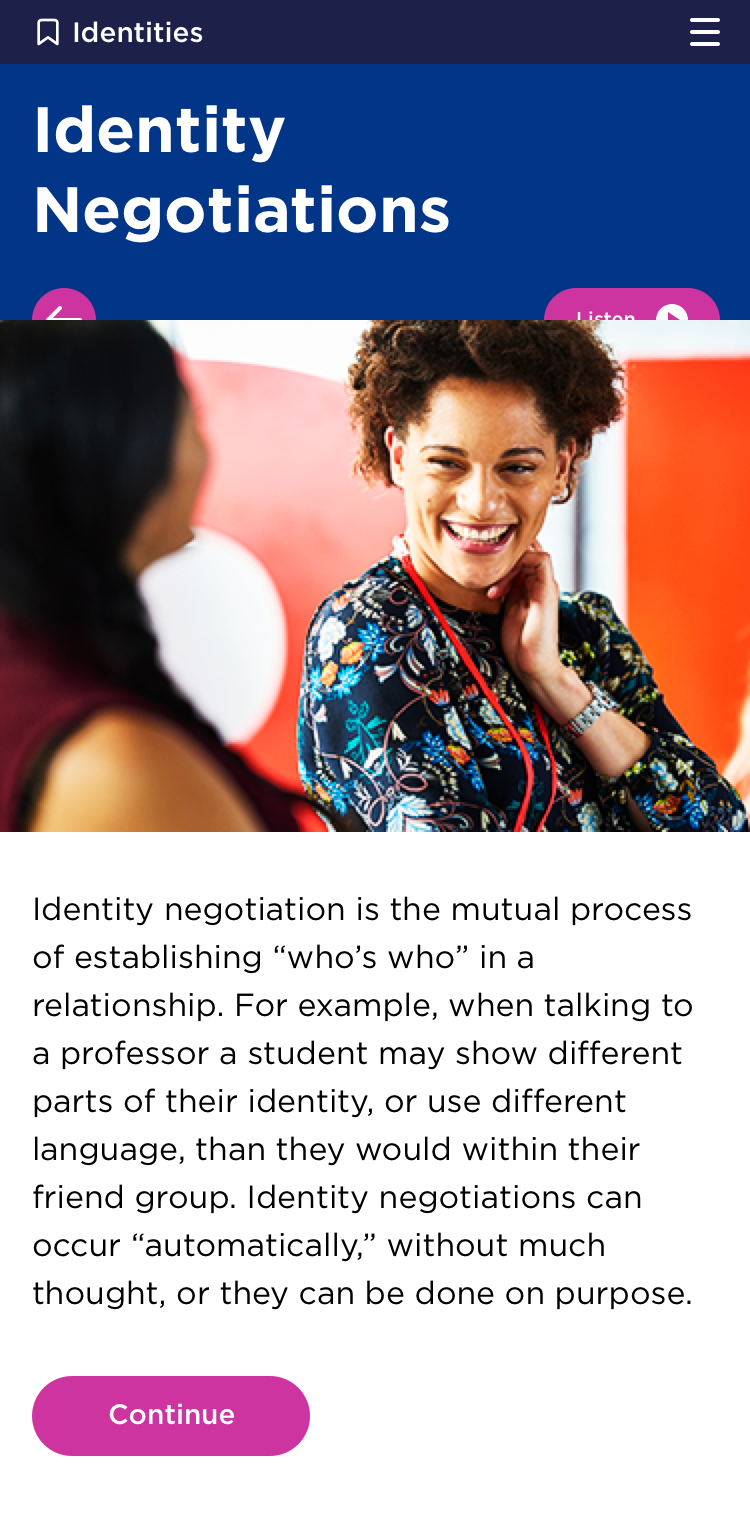 Identities
Identity
Negotiations
Listen
Identity negotiation is the mutual process
of establishing “who’s who” in a
relationship. For example, when talking to
a professor a student may show different
parts of their identity, or use different
language, than they would within their
friend group. Identity negotiations can
occur “automatically,” without much
thought, or they can be done on purpose.
Continue